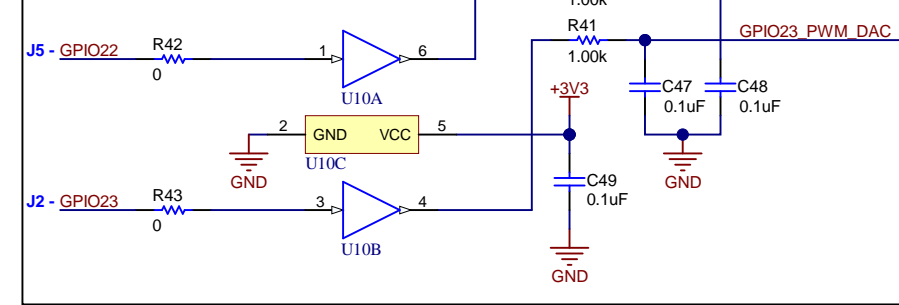 1.00k
R41
1.00k
GPIO23_PWM_DAC
J5 - GPIO22
R42
0
1
6
U10A
+3V3
C47
0.1uF
C48
0.1uF
2
GND
VCC
5
U10C
GND
GND
C49
0.1uF
J2 - GPIO23
R43
0
3
4
U10B
GND